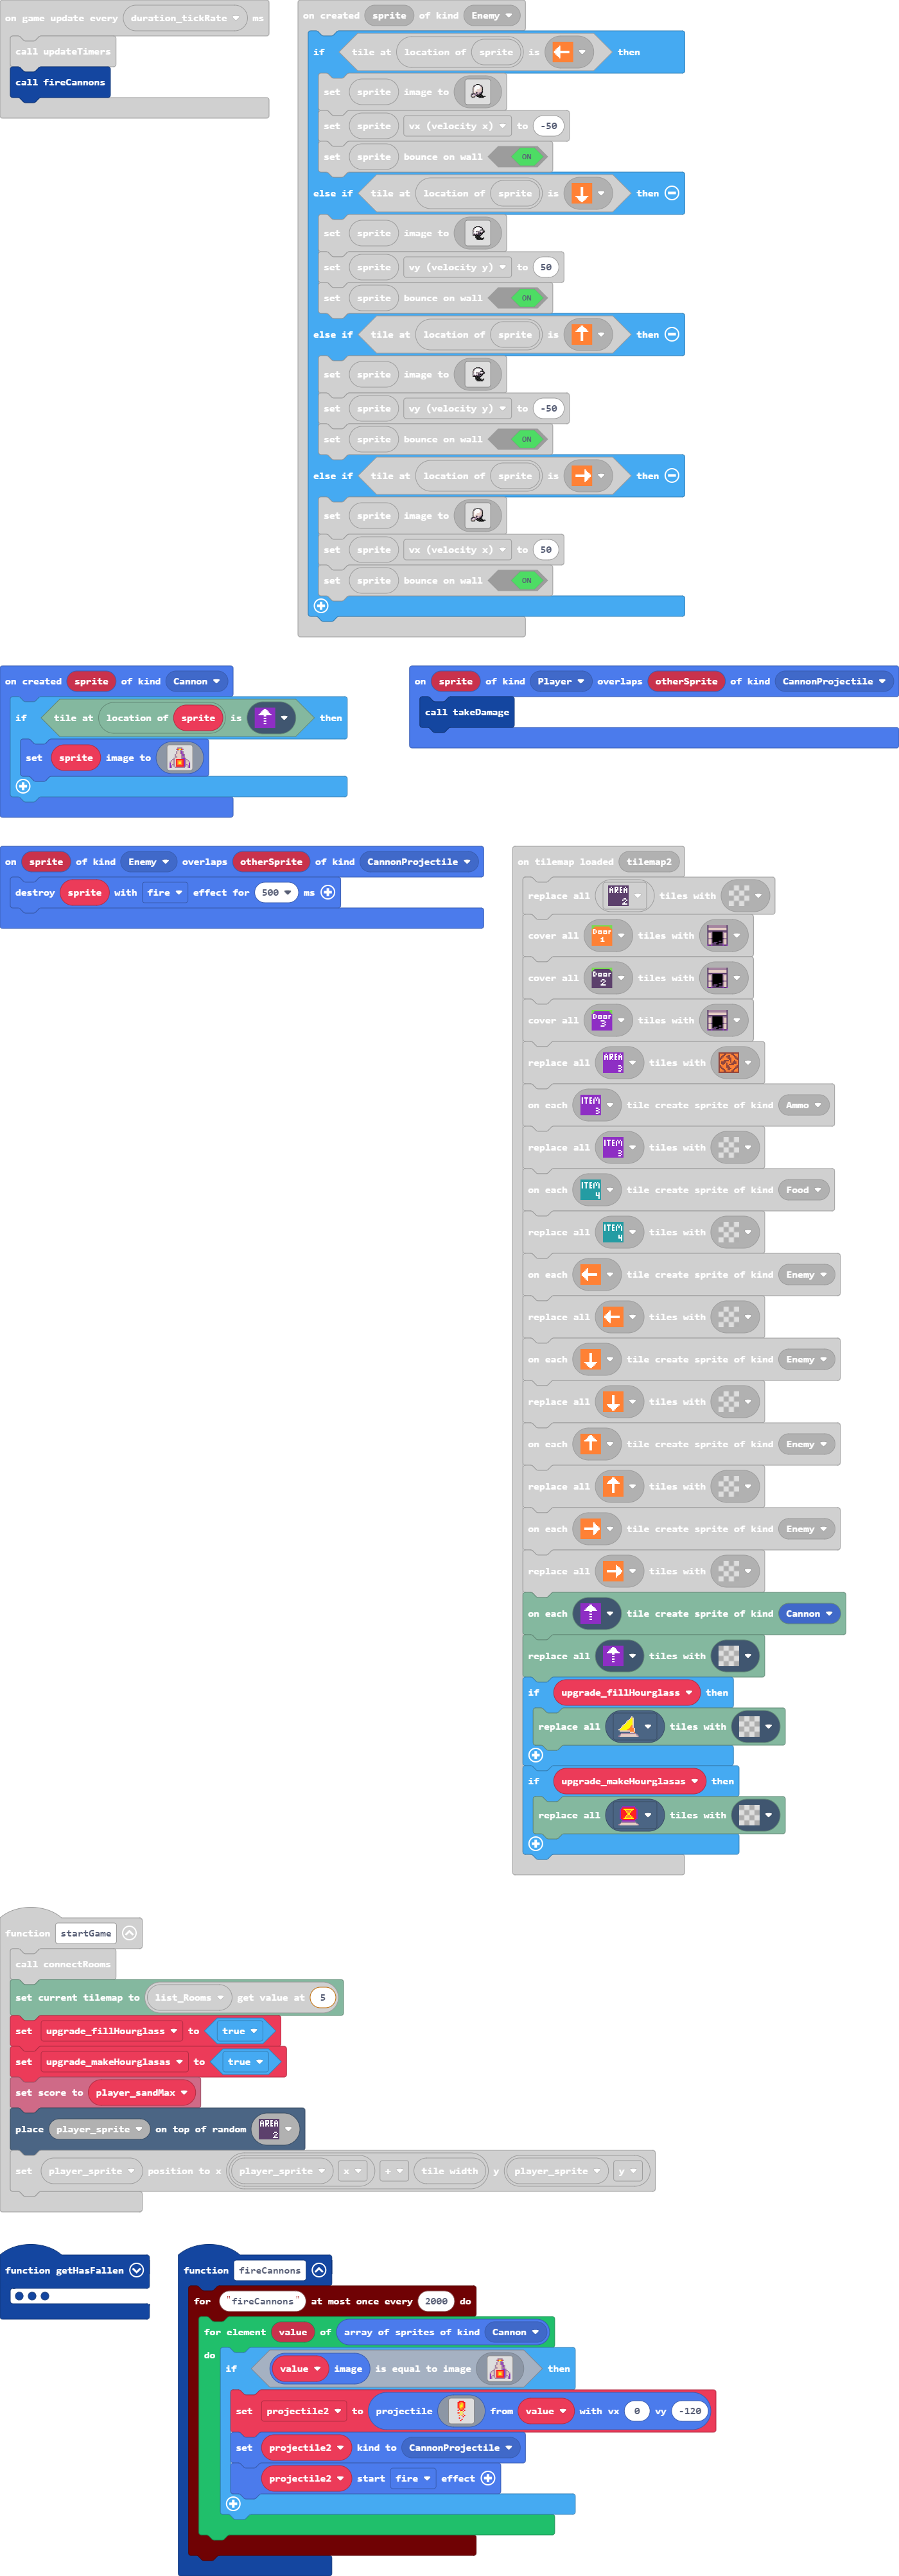 on game update every duration_tickRate ms
call updateTimers
call fireCannons
on created sprite of kind Enemy
if tile at location of sprite is then
set sprite image to
set sprite vx (velocity x) to -50
set sprite bounce on wall ON
else if tile at location of sprite is then
set sprite image to
set sprite vy (velocity y) to 50
set sprite bounce on wall ON
else if tile at location of sprite is then
set sprite image to
set sprite vy (velocity y) to -50
set sprite bounce on wall ON
else if tile at location of sprite is then
set sprite image to
set sprite vx (velocity x) to 50
set sprite bounce on wall ON
on created sprite of kind Cannon
if tile at location of sprite is then
set sprite image to
on sprite of kind Player overlaps otherSprite of kind CannonProjectile
call takeDamage
on sprite of kind Enemy overlaps otherSprite of kind CannonProjectile
destroy sprite with fire effect for 500 ms
on tilemap loaded tilemap2
replace all AREA 2 tiles with
cover all Door 1 tiles with
cover all Door 2 tiles with
cover all Door 3 tiles with
replace all AREA 3 tiles with
on each ITEM 3 tile create sprite of kind Ammo
replace all ITEM 3 tiles with
on each ITEM 4 tile create sprite of kind Food
replace all ITEM 4 tiles with
on each tile create sprite of kind Enemy
replace all tiles with
on each tile create sprite of kind Enemy
replace all tiles with
on each tile create sprite of kind Enemy
replace all tiles with
on each tile create sprite of kind Enemy
replace all tiles with
on each tile create sprite of kind Cannon
replace all tiles with
if upgrade_fillHourglass then
replace all tiles with
if upgrade_makeHourglasas then
replace all tiles with
function startGame
call connectRooms
set current tilemap to list_Rooms get value at 5
set upgrade_fillHourglass to true
set upgrade_makeHourglasas to true
set score to player_sandMax
place player_sprite on top of random AREA 2
set player_sprite position to x player_sprite x + tile width y player_sprite y
function getHasFallen
function fireCannons
for "fireCannons" at most once every 2000 do
for element value of array of sprites of kind Cannon
do
if value image is equal to image then
set projectile2 to projectile from value with vx 0 vy -120
set projectile2 kind to CannonProjectile
projectile2 start fire effect